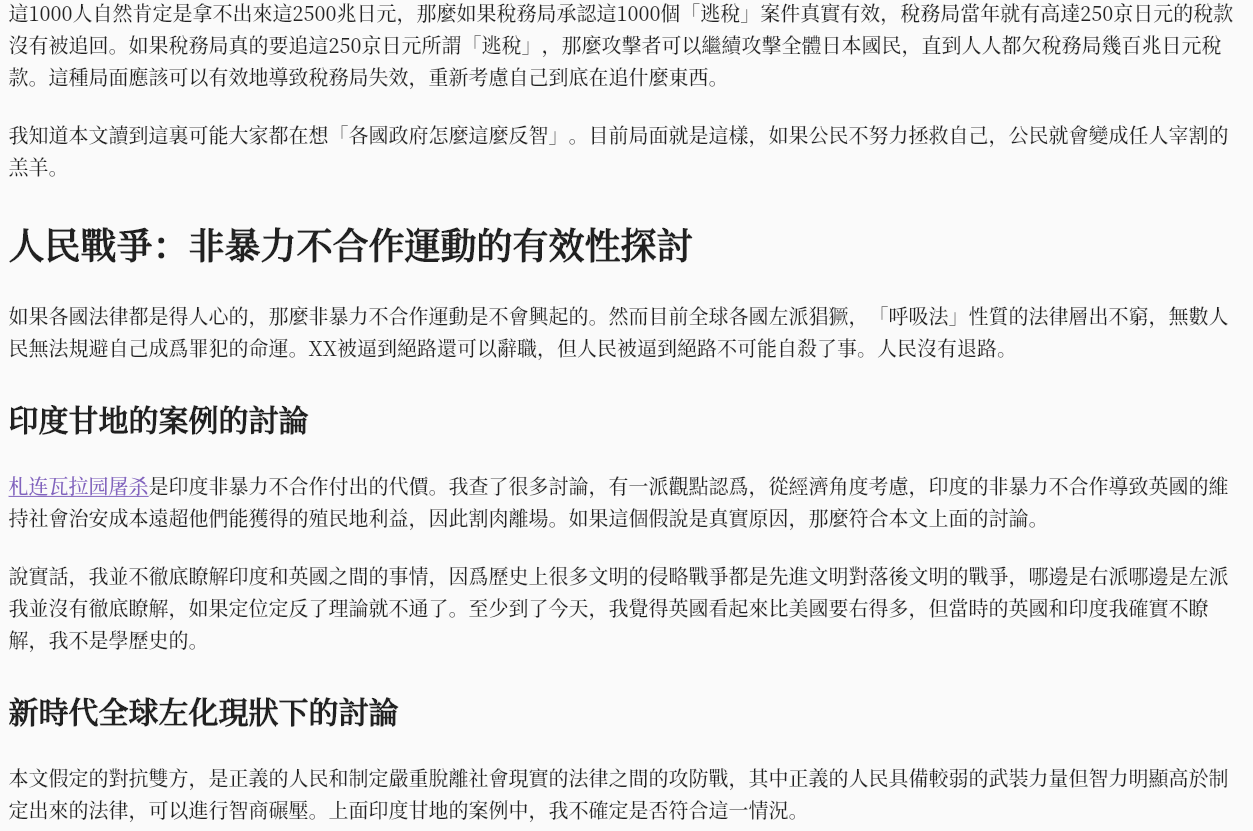 這1000人自然肯定是拿不出來這2500兆日元，那麼如果稅務局承認這1000個「逃稅」案件真實有效，稅務局當年就有高達250京日元的稅款
沒有被追回。如果稅務局真的要追這250京日元所謂「逃稅」，那麼攻擊者可以繼續攻擊全體日本國民，直到人人都欠稅務局幾百兆日元稅
款。這種局面應該可以有效地導致稅務局失效，重新考慮自己到底在追什麼東西。
我知道本文讀到這裏可能大家都在想「各國政府怎麼這麼反智」。目前局面就是這樣，如果公民不努力拯救自己，公民就會變成任人宰割的
羔羊。
人民戰爭：非暴力不合作運動的有效性探討
如果各國法律都是得人心的，那麼非暴力不合作運動是不會興起的。然而目前全球各國左派猖獗，「呼吸法」性質的法律層出不窮，無數人
民無法規避自己成爲罪犯的命運。XX被逼到絕路還可以辭職，但人民被逼到絕路不可能自殺了事。人民沒有退路。
印度甘地的案例的討論
札连瓦拉园屠杀是印度非暴力不合作付出的代價。我查了很多討論，有一派觀點認爲，從經濟角度考慮，印度的非暴力不合作導致英國的維
持社會治安成本遠超他們能獲得的殖民地利益，因此割肉離場。如果這個假說是真實原因，那麼符合本文上面的討論。
說實話，我並不徹底瞭解印度和英國之間的事情，因爲歷史上很多文明的侵略戰爭都是先進文明對落後文明的戰爭，哪邊是右派哪邊是左派
我並沒有徹底瞭解，如果定位定反了理論就不通了。至少到了今天，我覺得英國看起來比美國要右得多，但當時的英國和印度我確實不瞭
解，我不是學歷史的。
新時代全球左化現狀下的討論
本文假定的對抗雙方，是正義的人民和制定嚴重脫離社會現實的法律之間的攻防戰，其中正義的人民具備較弱的武裝力量但智力明顯高於制
定出來的法律，可以進行智商碾壓。上面印度甘地的案例中，我不確定是否符合這一情況。